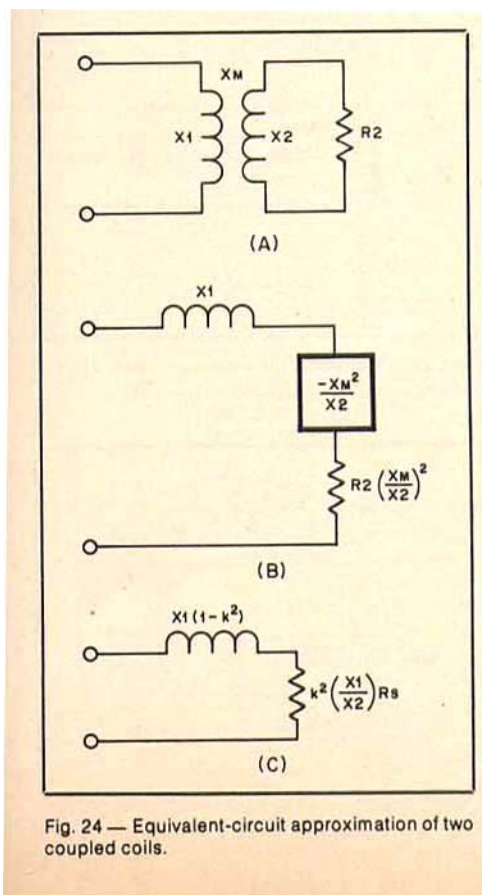 XM
X1 X2 R2
(A)
X1
-XM²
X2
R2 (XM/X2)²
(B)
X1 (1-k²)
k² (X1/X2) Rs
(C)
Fig. 24 — Equivalent-circuit approximation of two
coupled coils.